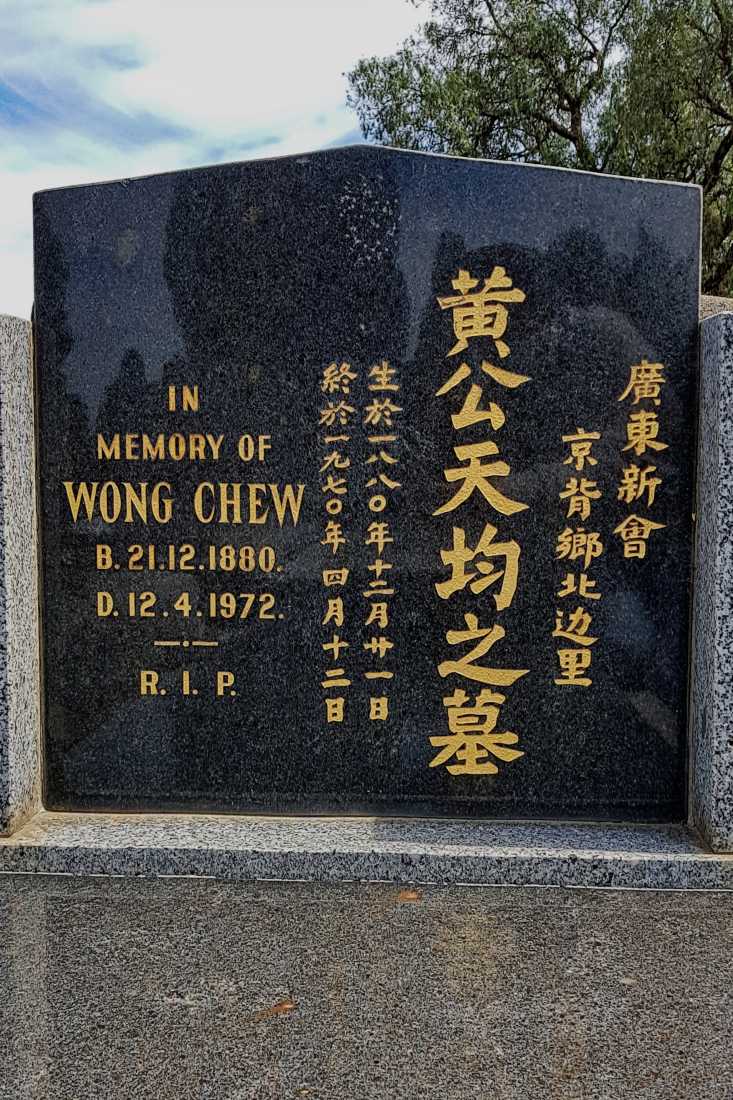 廣東新會
京背鄉北边里
黄公天均之墓
生於一八八〇年十二月廿一日
終於一九七〇年四月十二日
IN
MEMORY OF
WONG CHEW
B. 21.12.1880.
D. 12.4.1972.
R. I. P.